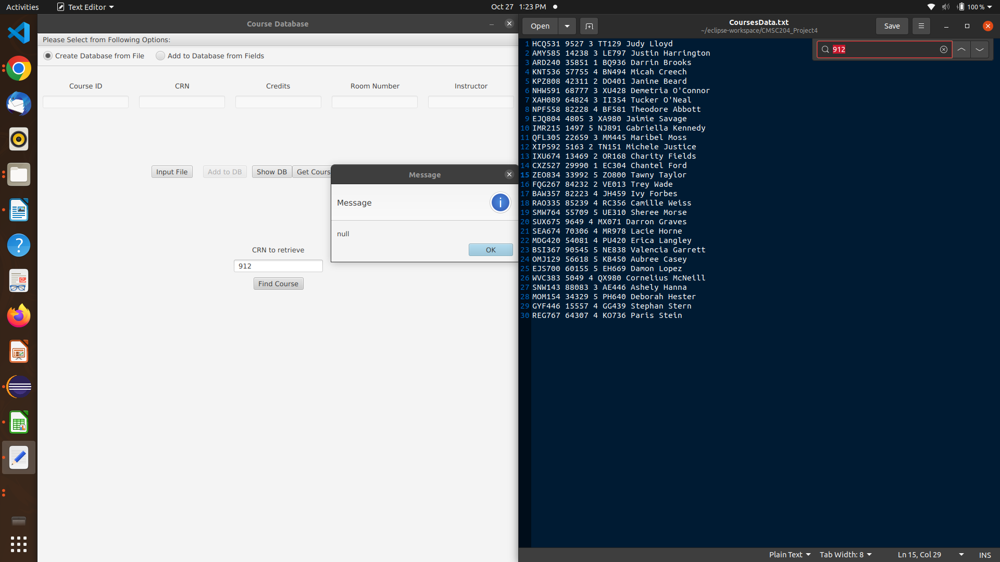 Activities
Text Editor
Oct 27 1:23 PM
100 %
Course Database
Please Select from Following Options:
Create Database from File
Add to Database from Fields
Course ID
CRN
Credits
Room Number
Instructor
Input File
Add to DB
Show DB
Get Cours
Message
Message
null
OK
CRN to retrieve
912
Find Course
Open
CoursesData.txt
~/eclipse-workspace/CMSC204_Project4
Save
912
1 HCQ531 9527 3 TT129 Judy Lloyd
2 AMY585 14238 3 LE797 Justin Harrington
3 ARD240 35851 1 BQ936 Darrin Brooks
4 KNT536 57755 4 BN494 Micah Creech
5 KPZ808 42311 2 DO401 Janine Beard
6 NHW591 68777 3 XU428 Demetria O'Connor
7 XAH089 64824 3 II354 Tucker O'Neal
8 NPF558 82228 4 BF581 Theodore Abbott
9 EJQ804 4805 3 XA980 Jaimie Savage
10 IMR215 1497 5 NJ891 Gabriella Kennedy
11 QFL305 22659 3 MM445 Maribel Moss
12 XIP592 5163 2 TN151 Michele Justice
13 IXU674 13469 2 OR168 Charity Fields
14 CXZ527 29990 1 EC304 Chantel Ford
15 ZEO834 33992 5 ZO800 Tawny Taylor
16 FQG267 84232 2 VE013 Trey Wade
17 BAW357 82223 4 JH459 Ivy Forbes
18 RAO335 85239 4 RC356 Camille Weiss
19 SMW764 55709 5 UE310 Sheree Morse
20 SUX675 9649 4 MX071 Darron Graves
21 SEA674 70306 4 MR978 Lacie Horne
22 MDG420 54081 4 PU420 Erica Langley
23 BSI367 90545 5 NE838 Valencia Garrett
24 OMJ129 56618 5 KB450 Aubree Casey
25 EJS700 60155 5 EH669 Damon Lopez
26 WVC383 5049 4 QX980 Cornelius McNeill
27 SNW143 88083 3 AE446 Ashely Hanna
28 MOM154 34329 5 PH640 Deborah Hester
29 GYF446 15557 4 GG439 Stephan Stern
30 REG767 64307 4 KO736 Paris Stein
Plain Text
Tab Width: 8
Ln 15, Col 29
INS